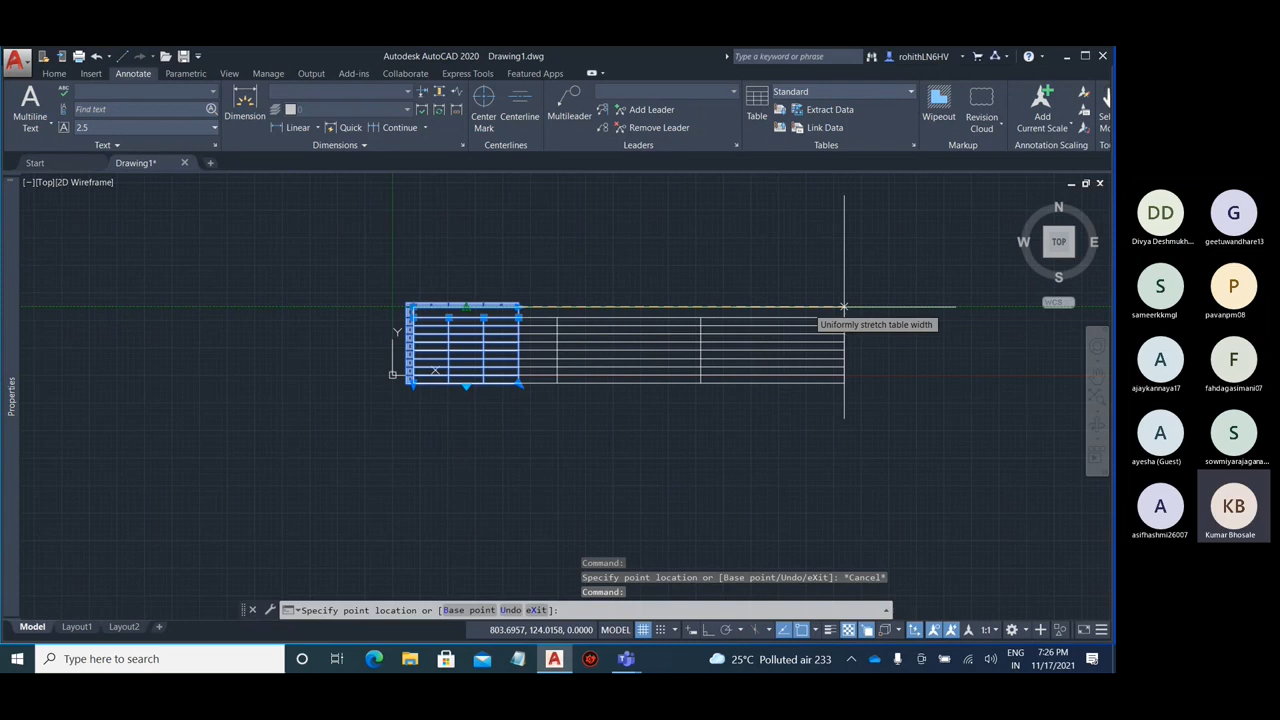 Autodesk AutoCAD 2020 Drawing1.dwg
Type a keyword or phrase
rohithLN6HV
Home Insert Annotate Parametric View Manage Output Add-ins Collaborate Express Tools Featured Apps
Multiline
Text
Find text
2.5
Text
Dimension
0
Linear
Quick
Continue
Dimensions
Center
Mark
Centerline
Centerlines
Multileader
Add Leader
Remove Leader
Leaders
Standard
Table
Extract Data
Link Data
Tables
Wipeout
Revision
Cloud
Markup
Add
Current Scale
Annotation Scaling
Start
Drawing1*
[−][Top][2D Wireframe]
N
W TOP E
S
WCS
Properties
Y
Uniformly stretch table width
Command:
Specify point location or [Base point/Undo/eXit]: *Cancel*
Command:
Specify point location or [Base point Undo eXit]:
Model Layout1 Layout2
803.6957, 124.0158, 0.0000 MODEL
1:1
Type here to search
25°C Polluted air 233
ENG
IN
7:26 PM
11/17/2021
DD
Divya Deshmukh...
G
geetuwandhare13
S
sameerkkmgl
P
pavanpm08
A
ajaykannaya17
F
fahdagasimani07
A
ayesha (Guest)
S
sowmiyarajagana...
A
asifhashmi26007
KB
Kumar Bhosale